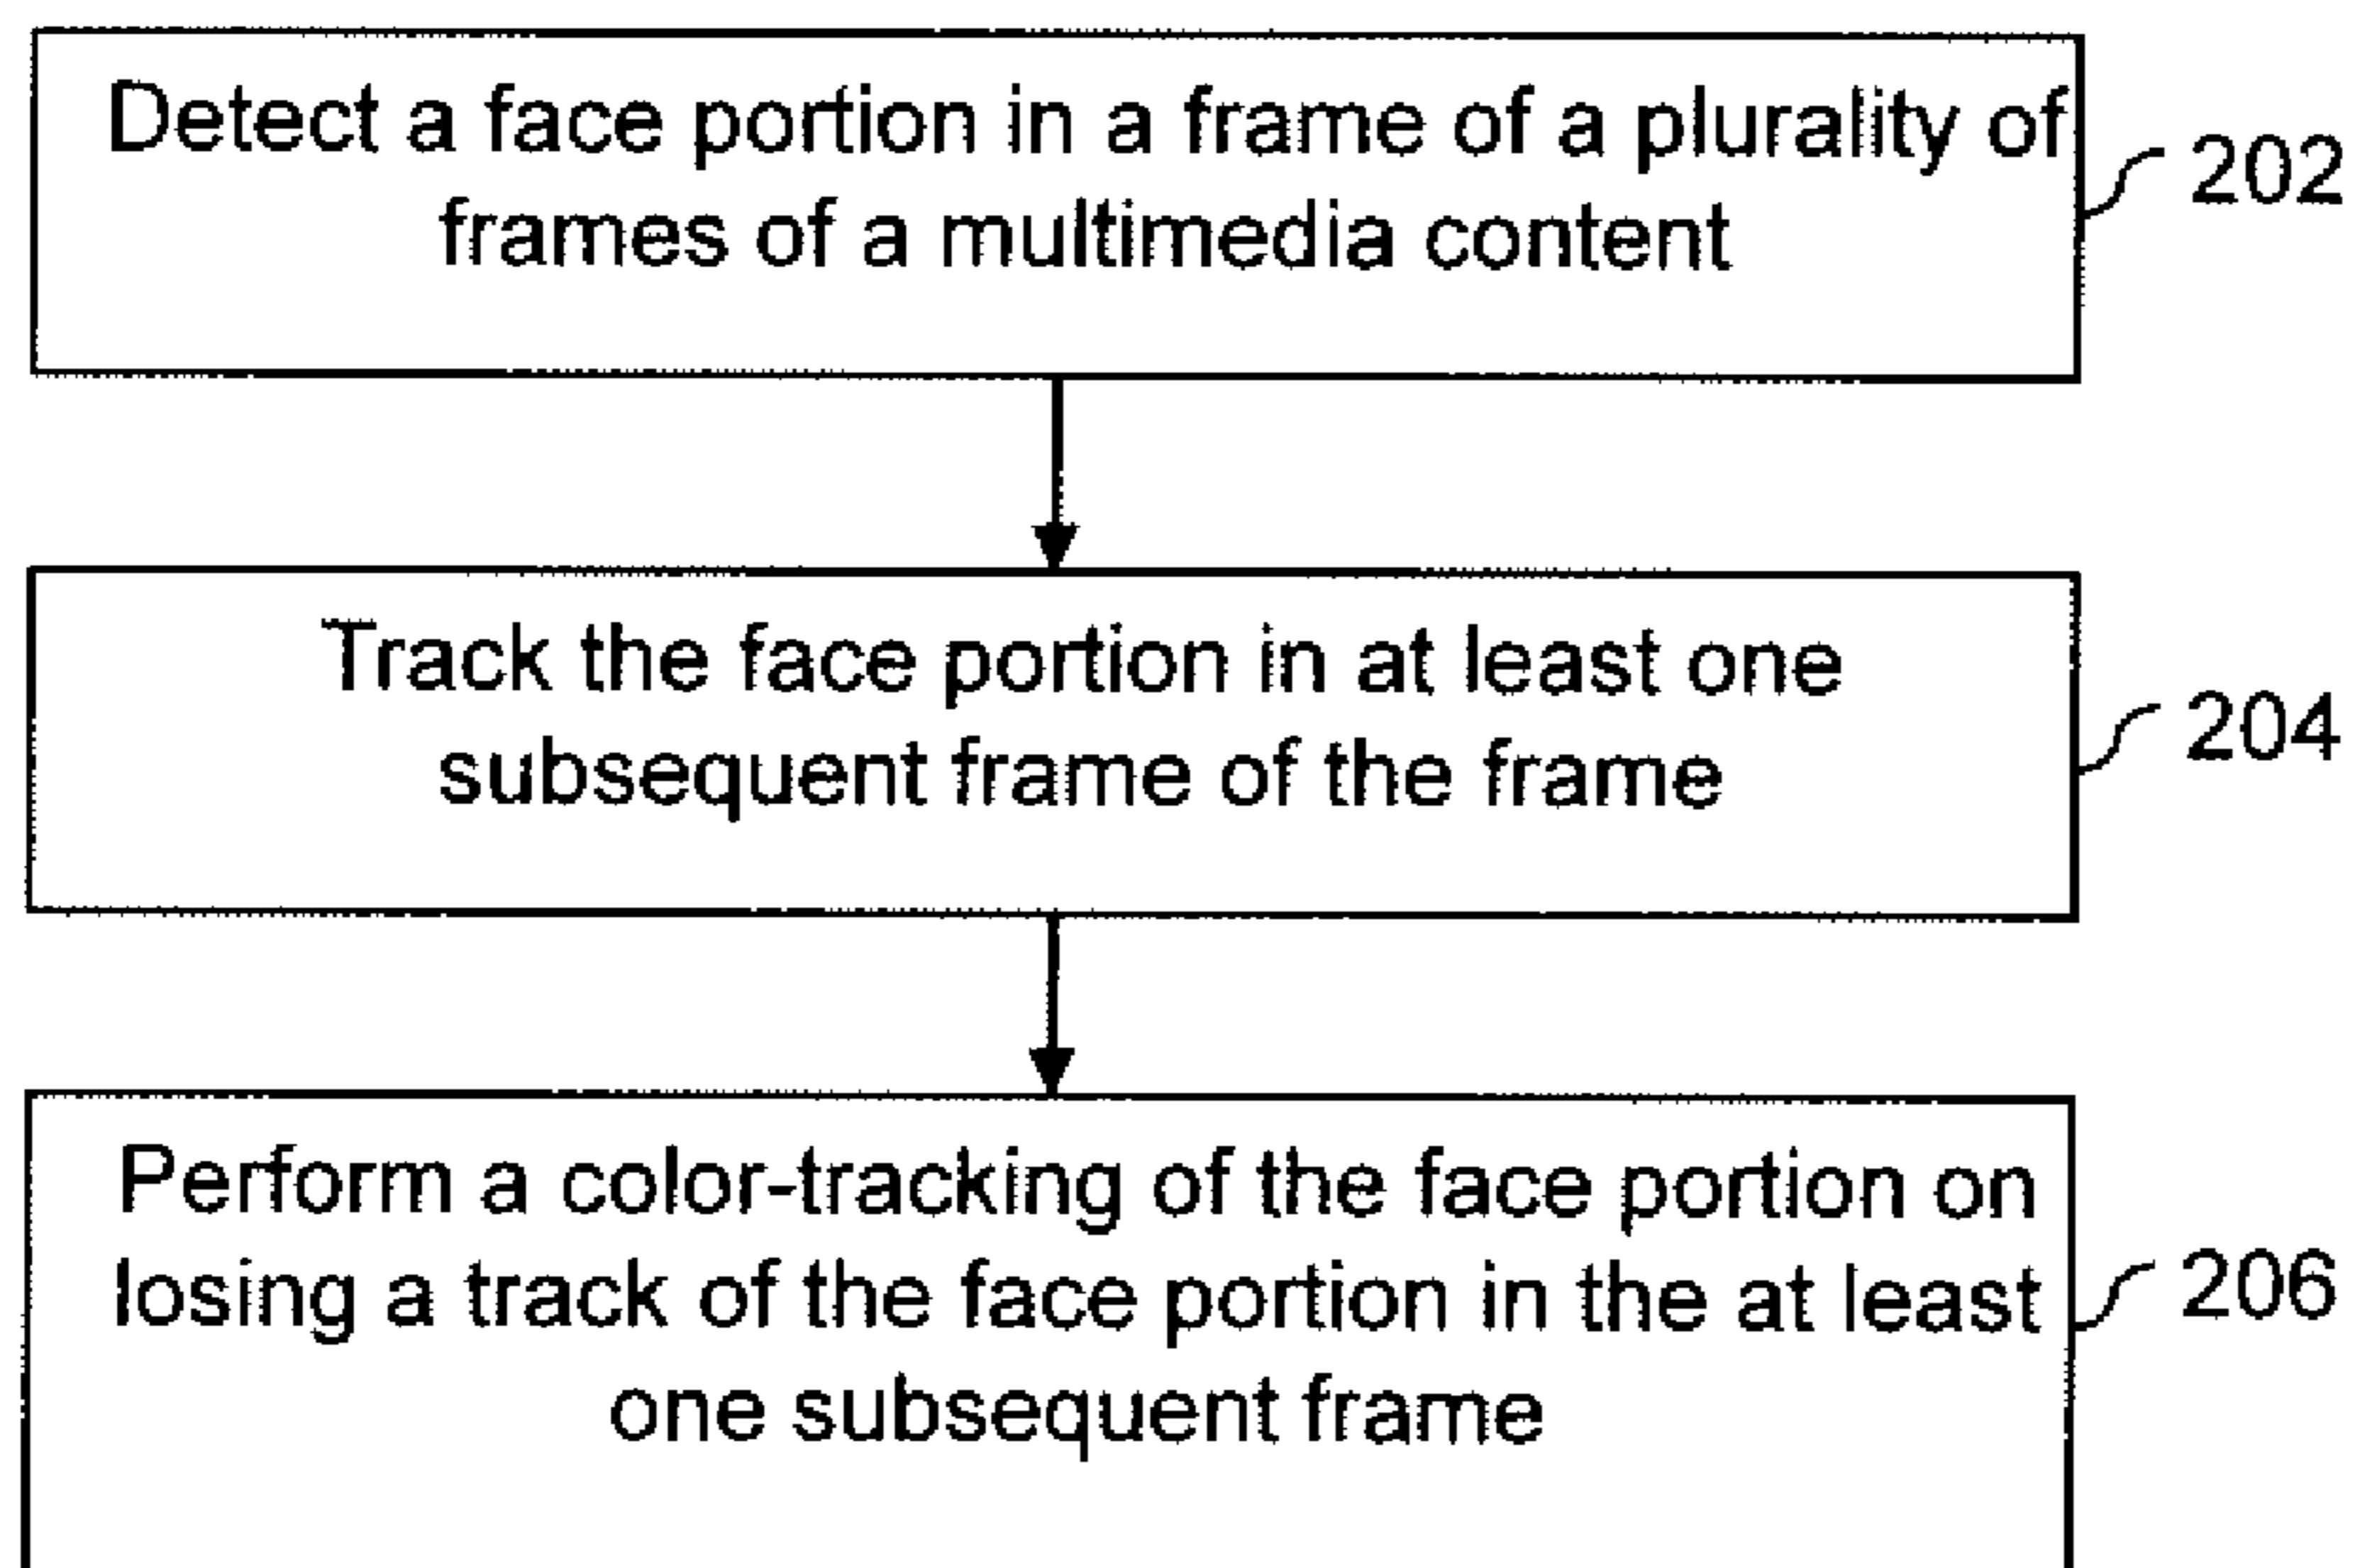 Detect a face portion in a frame of a plurality of
frames of a multimedia content
202
Track the face portion in at least one
subsequent frame of the frame
204
Perform a color-tracking of the face portion on
losing a track of the face portion in the at least
one subsequent frame
206